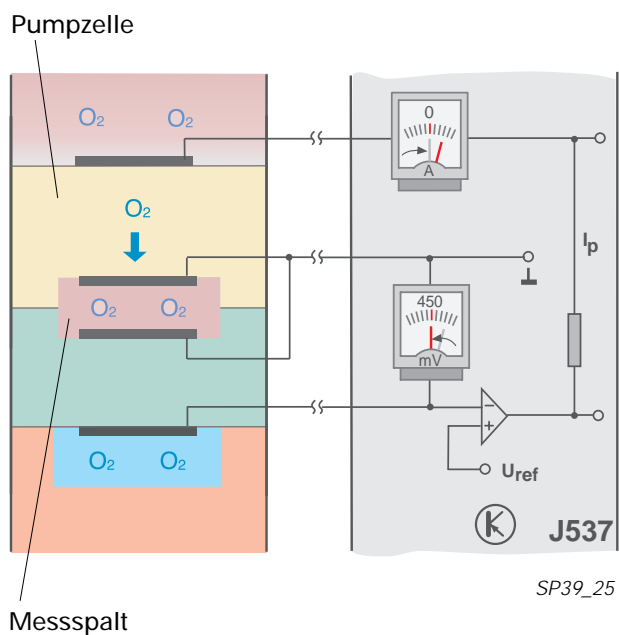 Pumpzelle
O₂ O₂
0
A
O₂
Ip
O₂ O₂
450
mV
−
+
O₂ O₂
Uref
J537
SP39_25
Messspalt